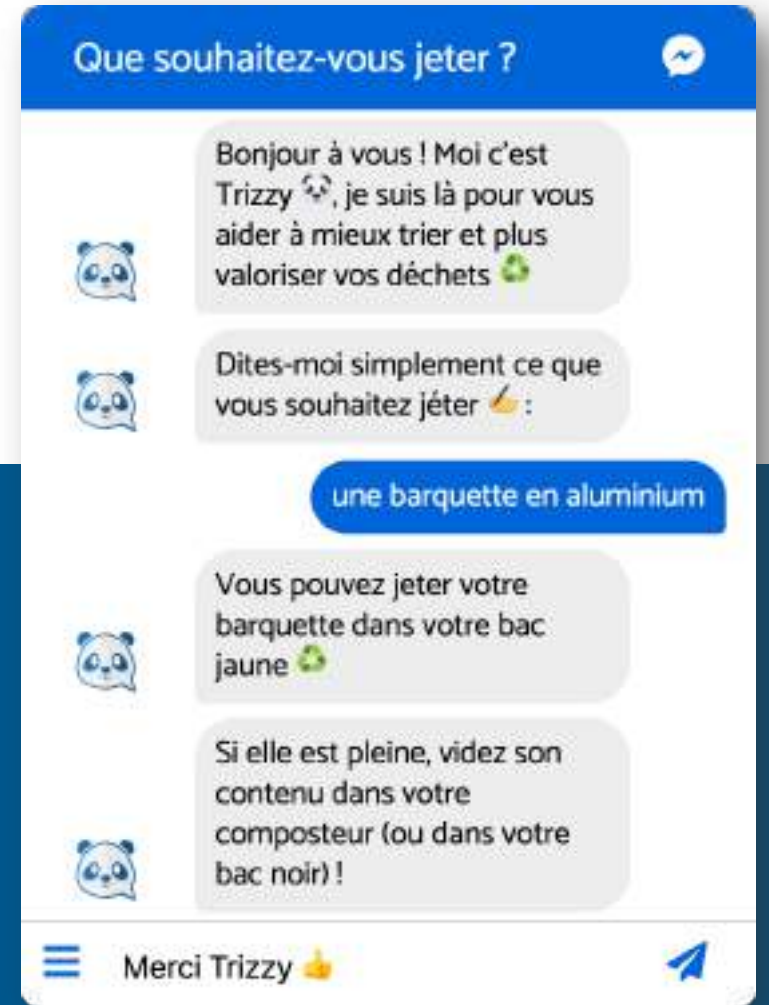 Que souhaitez-vous jeter ?
Bonjour à vous ! Moi c'est
Trizzy 🐼, je suis là pour vous
aider à mieux trier et plus
valoriser vos déchets ♻️
Dites-moi simplement ce que
vous souhaitez jéter ✍️ :
une barquette en aluminium
Vous pouvez jeter votre
barquette dans votre bac
jaune ♻️
Si elle est pleine, videz son
contenu dans votre
composteur (ou dans votre
bac noir) !
Merci Trizzy 👍